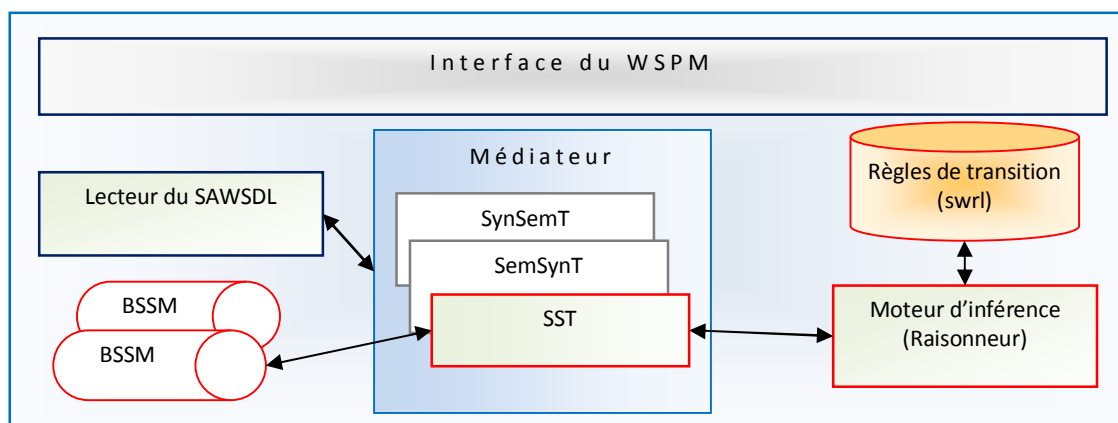 Interface du WSPM
Médiateur
Règles de transition
(swrl)
Lecteur du SAWSDL
SynSemT
SemSynT
SST
BSSM
BSSM
Moteur d’inférence
(Raisonneur)